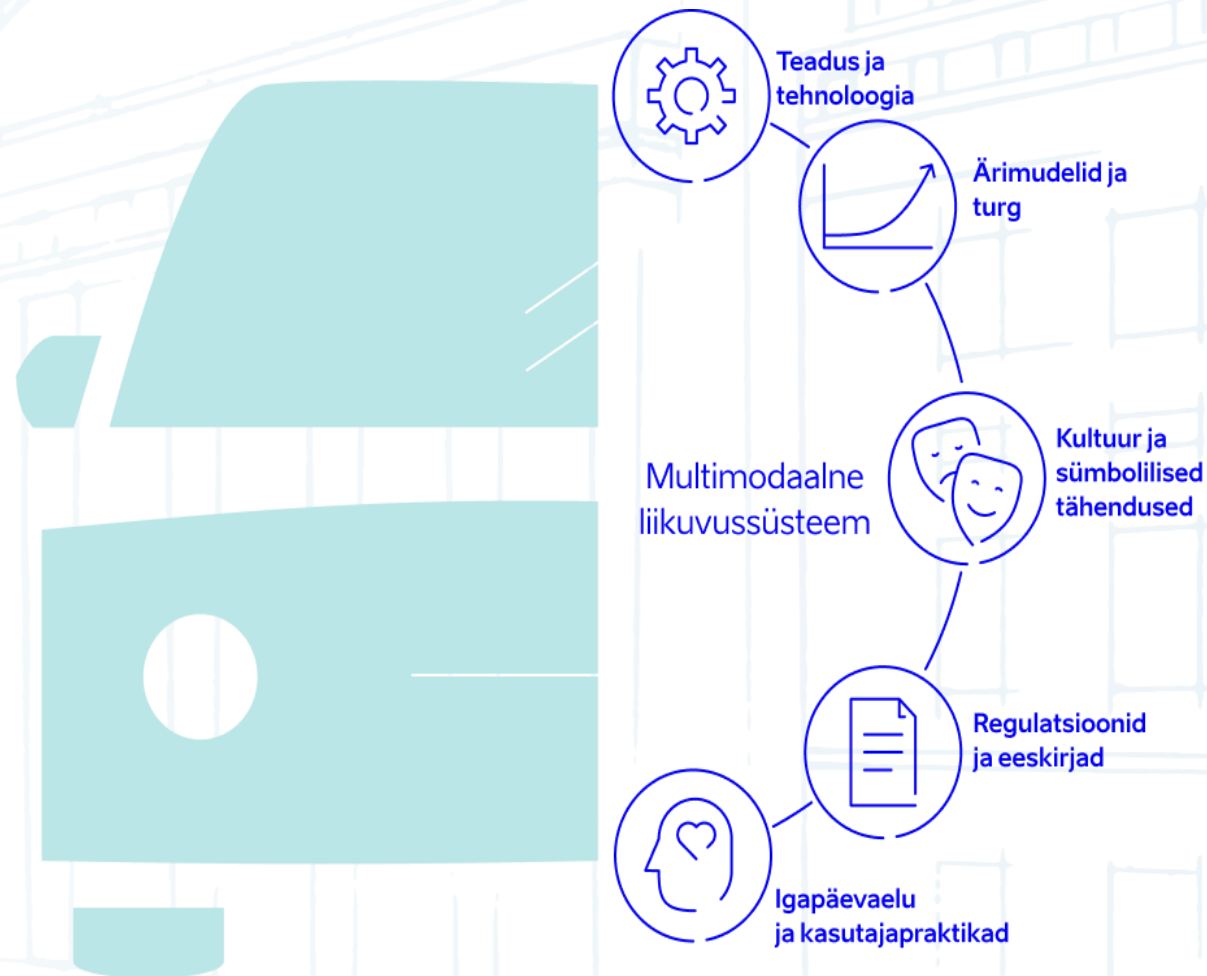 Teadus ja
tehnoloogia
Ärimudelid ja
turg
Multimodaalne
liikuvussüsteem
Kultuur ja
sümbolilised
tähendused
Regulatsioonid
ja eeskirjad
Igapäevaelu
ja kasutajapraktikad